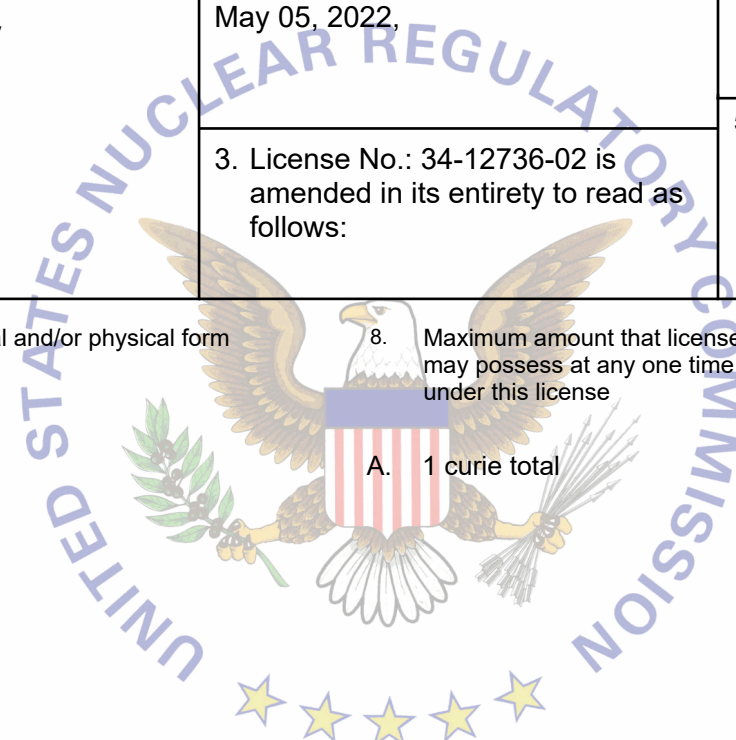 May 05, 2022,
3. License No.: 34-12736-02 is
amended in its entirety to read as
follows:
and/or physical form
8. Maximum amount that
may possess at any one time
under this license
A. 1 curie total
UNITED STATES NUCLEAR REGULATORY COMMISSION